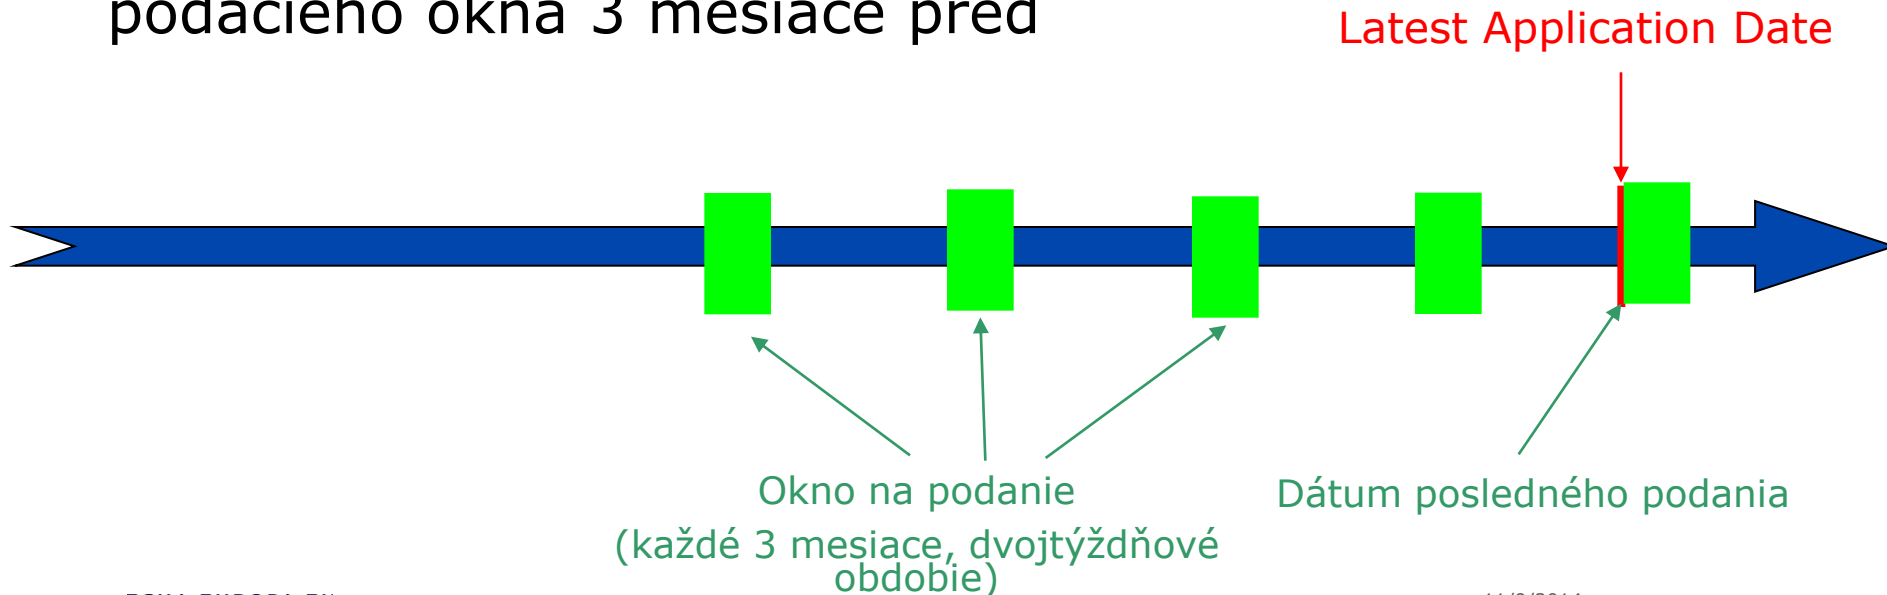 podacieho okna 3 mesiace pred
Latest Application Date
Okno na podanie
(každé 3 mesiace, dvojtýždňové
obdobie)
Dátum posledného podania